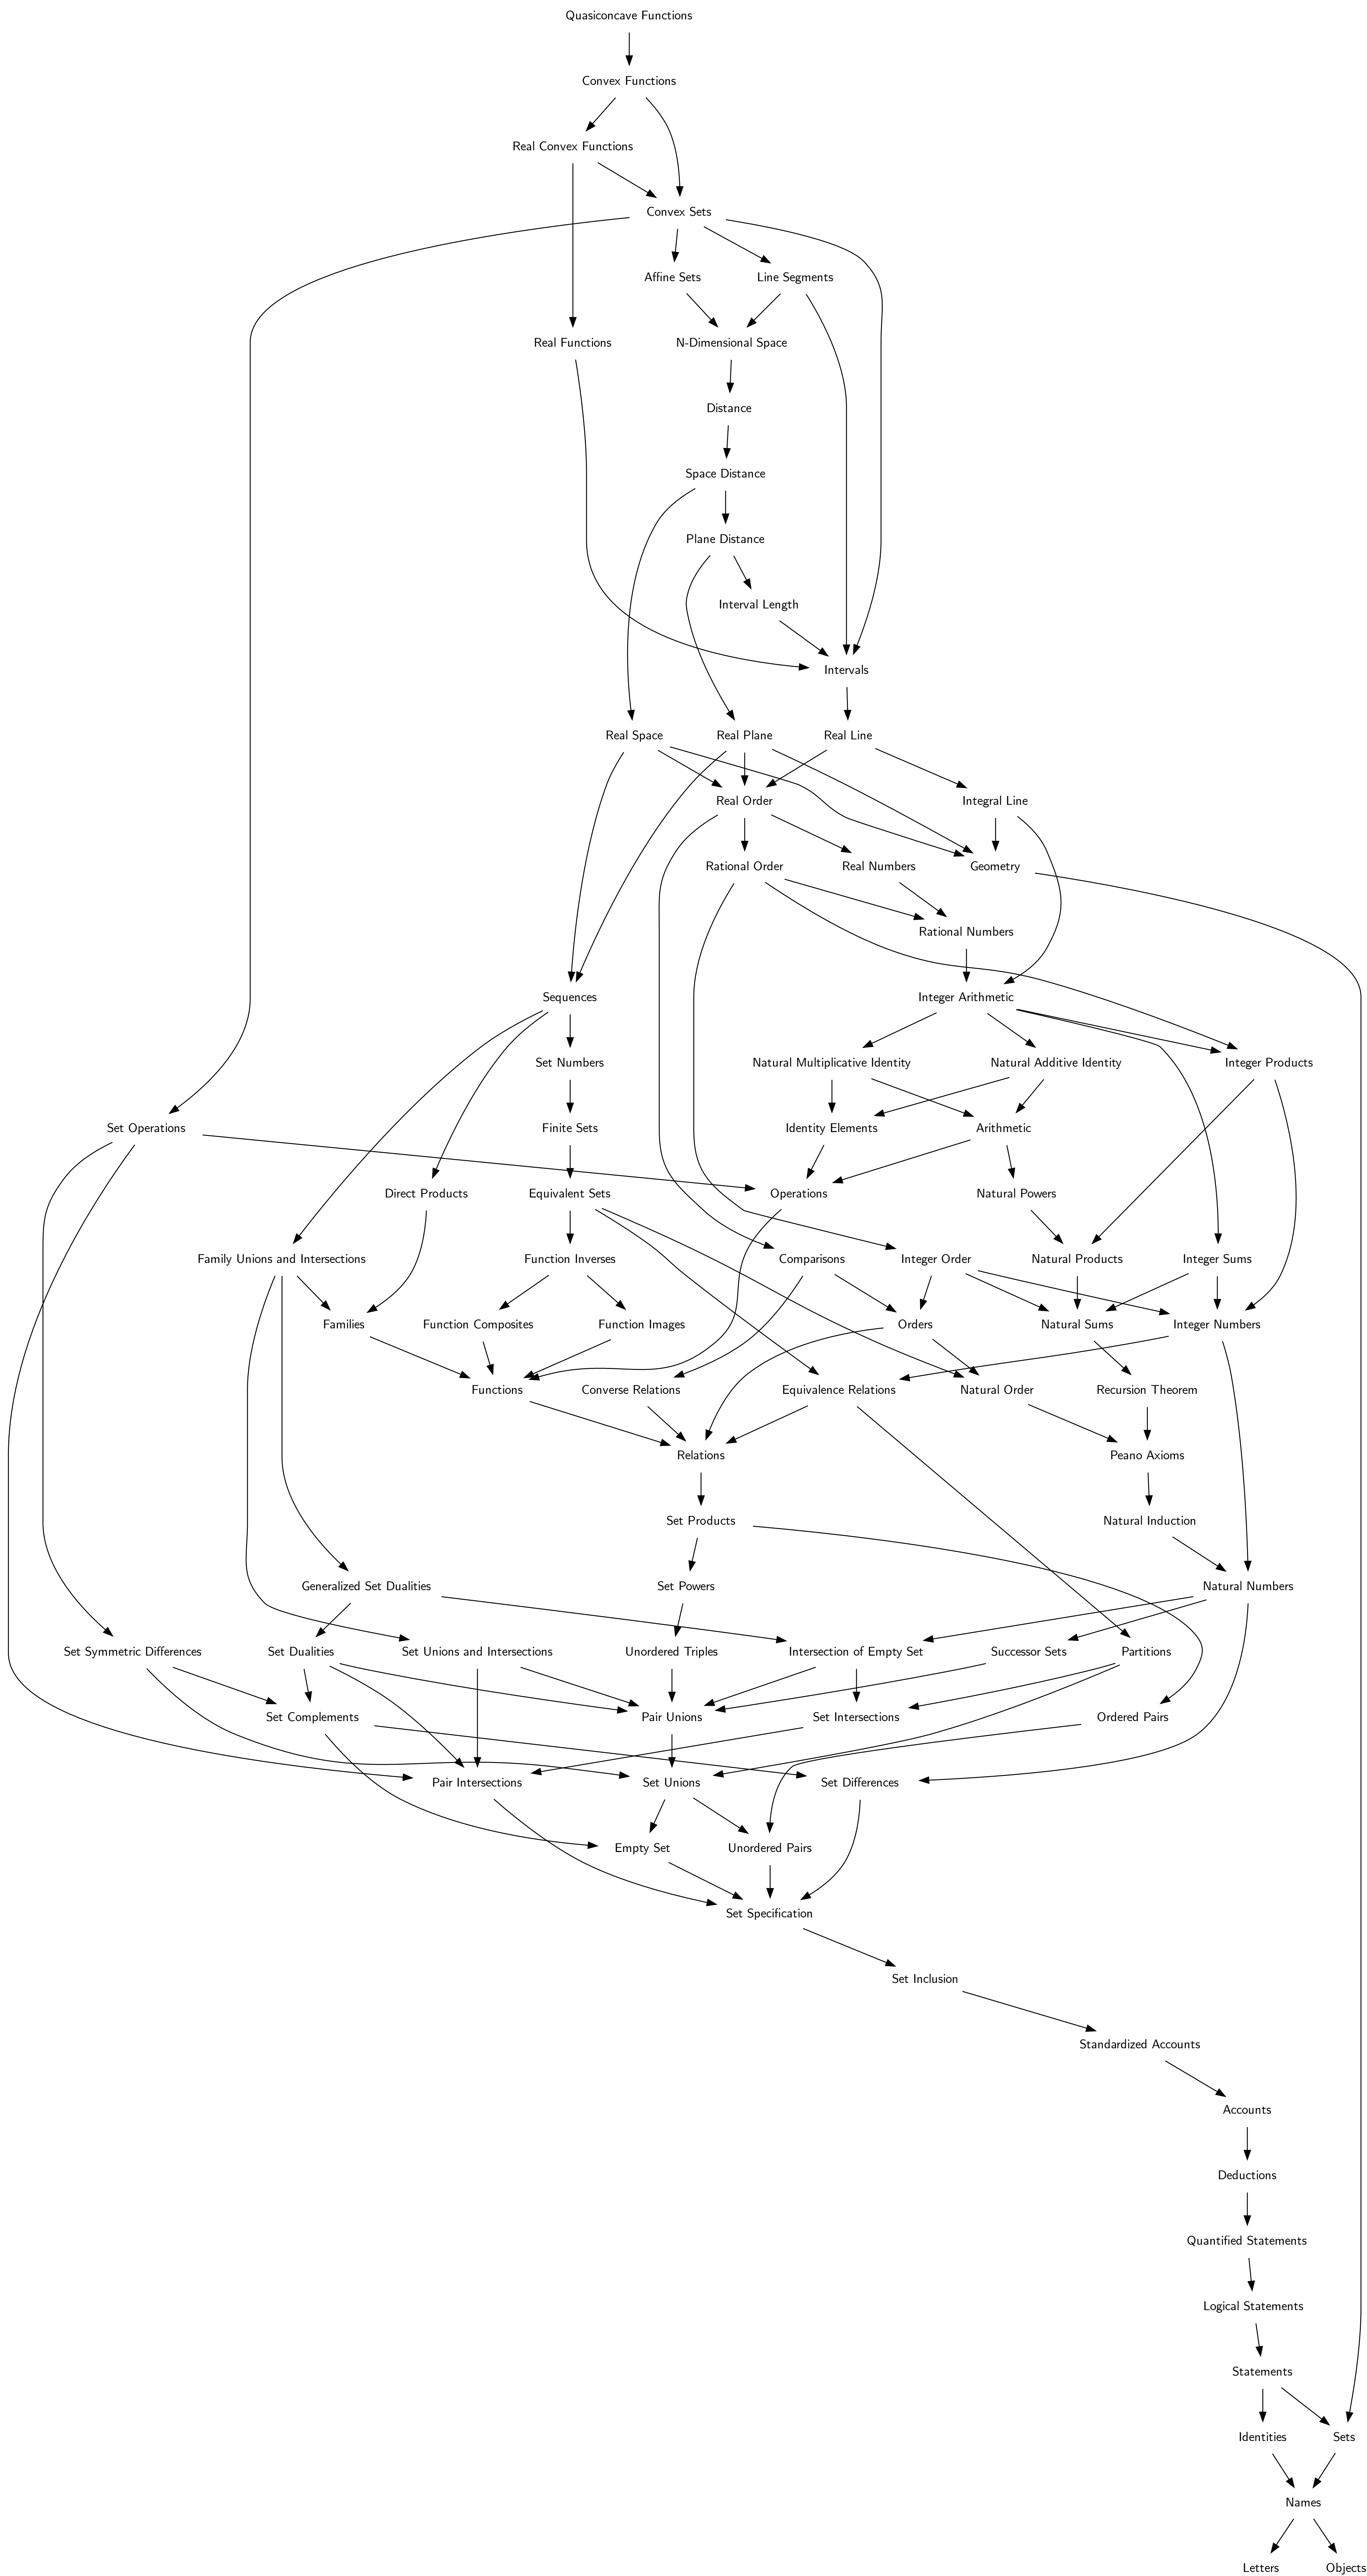 Quasiconcave Functions
Convex Functions
Real Convex Functions
Convex Sets
Affine Sets
Line Segments
Real Functions
N-Dimensional Space
Distance
Space Distance
Plane Distance
Interval Length
Intervals
Real Space
Real Plane
Real Line
Real Order
Integral Line
Rational Order
Real Numbers
Geometry
Rational Numbers
Sequences
Integer Arithmetic
Set Numbers
Natural Multiplicative Identity
Natural Additive Identity
Integer Products
Set Operations
Finite Sets
Identity Elements
Arithmetic
Direct Products
Equivalent Sets
Operations
Natural Powers
Family Unions and Intersections
Function Inverses
Comparisons
Integer Order
Natural Products
Integer Sums
Families
Function Composites
Function Images
Orders
Natural Sums
Integer Numbers
Functions
Converse Relations
Equivalence Relations
Natural Order
Recursion Theorem
Relations
Peano Axioms
Set Products
Natural Induction
Generalized Set Dualities
Set Powers
Natural Numbers
Set Symmetric Differences
Set Dualities
Set Unions and Intersections
Unordered Triples
Intersection of Empty Set
Successor Sets
Partitions
Set Complements
Pair Unions
Set Intersections
Ordered Pairs
Pair Intersections
Set Unions
Set Differences
Empty Set
Unordered Pairs
Set Specification
Set Inclusion
Standardized Accounts
Accounts
Deductions
Quantified Statements
Logical Statements
Statements
Identities
Sets
Names
Letters
Objects